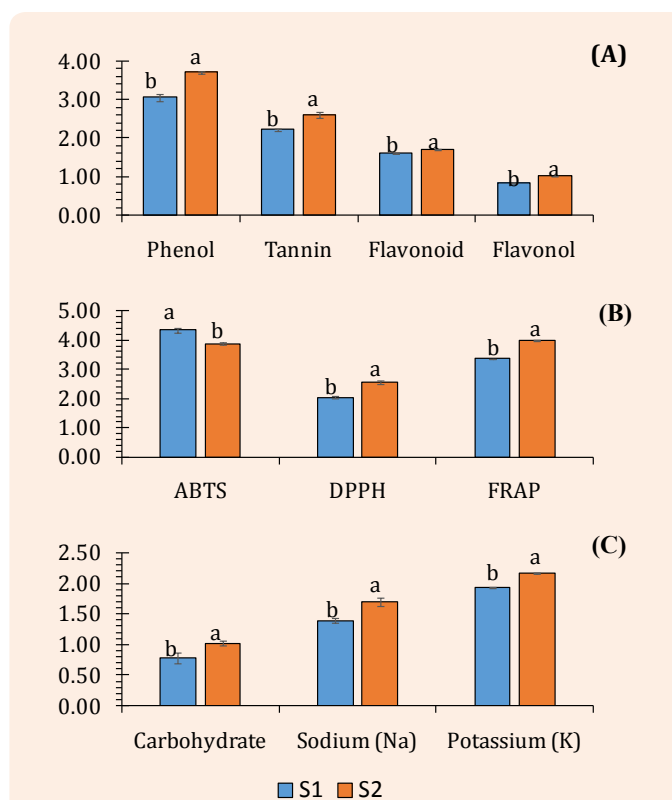 (A)
4.00
3.00
2.00
1.00
0.00
b a b a b a b a
Phenol Tannin Flavonoid Flavonol
(B)
5.00
4.00
3.00
2.00
1.00
0.00
a b b a b a
ABTS DPPH FRAP
(C)
2.50
2.00
1.50
1.00
0.50
0.00
b a b a b a
Carbohydrate Sodium (Na) Potassium (K)
S1 S2